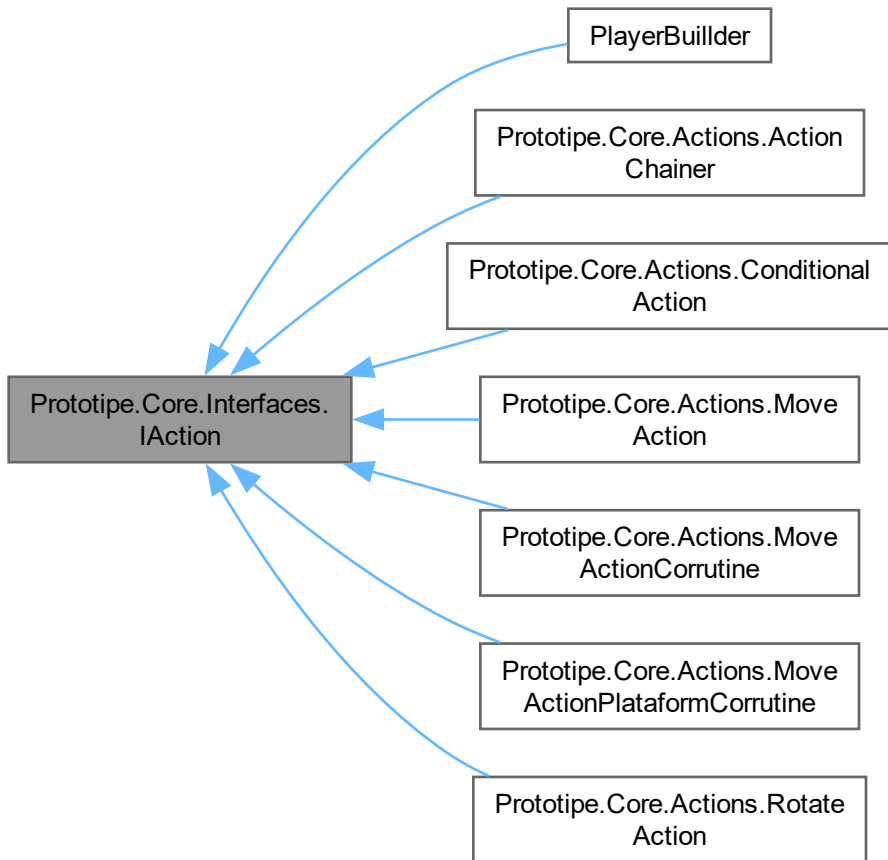 PlayerBuillder
Prototipe.Core.Actions.Action
Chainer
Prototipe.Core.Actions.Conditional
Action
Prototipe.Core.Interfaces.
IAction
Prototipe.Core.Actions.Move
Action
Prototipe.Core.Actions.Move
ActionCorrutine
Prototipe.Core.Actions.Move
ActionPlataformCorrutine
Prototipe.Core.Actions.Rotate
Action